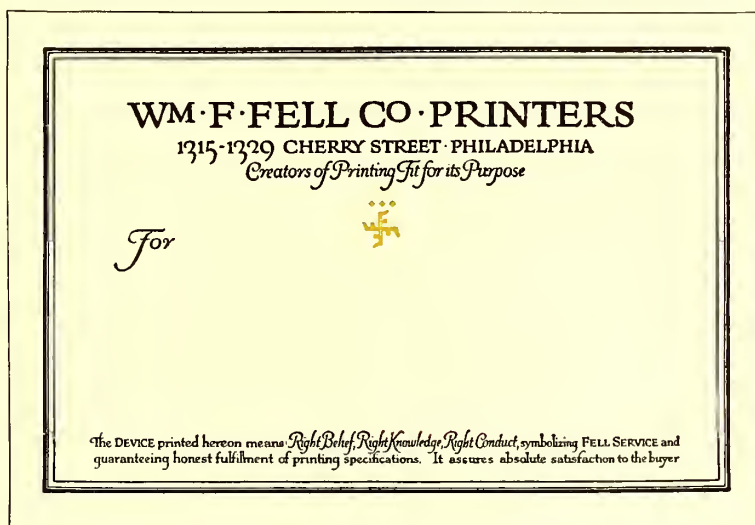 WM·F·FELL CO·PRINTERS
1315-1329 CHERRY STREET·PHILADELPHIA
Creators of Printing Fit for its Purpose
For
The DEVICE printed hereon means Right Belief, Right Knowledge, Right Conduct, symbolizing FELL SERVICE and
guaranteeing honest fulfillment of printing specifications. It assures absolute satisfaction to the buyer